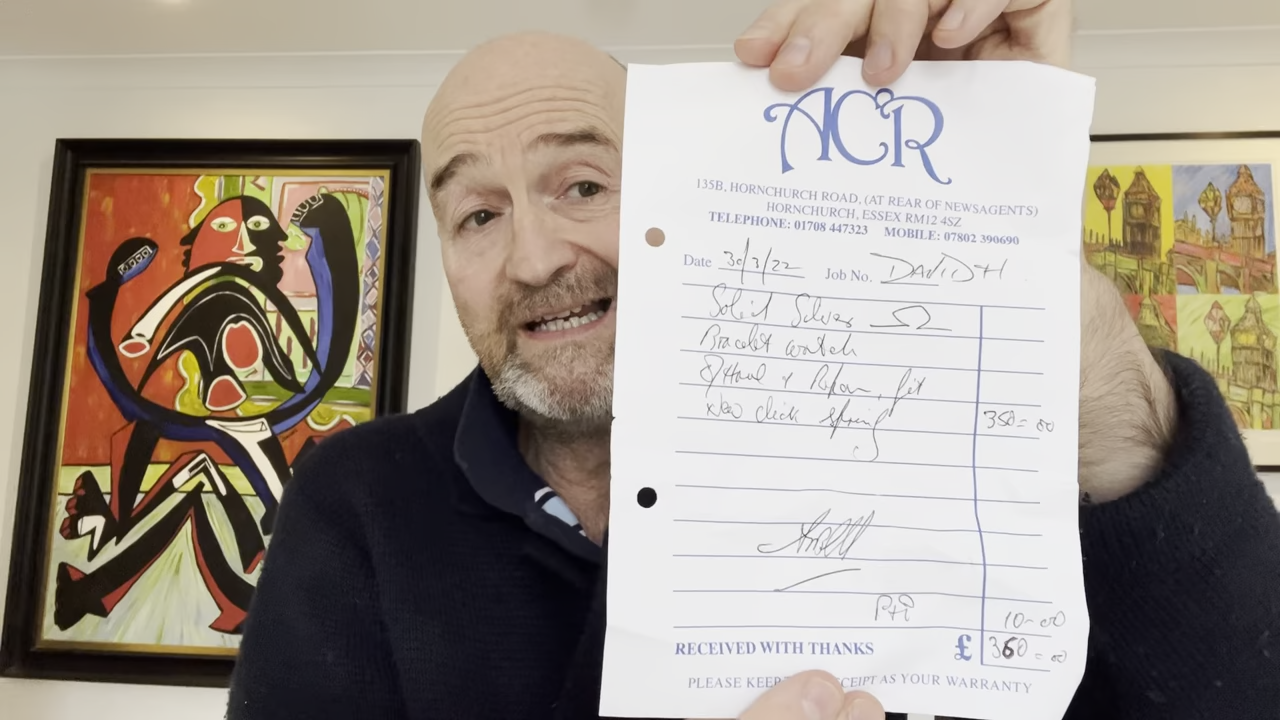 ACR
135B, HORNCHURCH ROAD, (AT REAR OF NEWSAGENTS)
HORNCHURCH, ESSEX RM12 4SZ
TELEPHONE: 01708 447323 MOBILE: 07802 390690
Date 30/3/22 Job No. DAVID H
Solid Silver Ω
Bracelet watch
O/Haul & Repair, fit
New click spring 350=00
P+i 10-00
RECEIVED WITH THANKS £ 360=00
PLEASE KEEP RECEIPT AS YOUR WARRANTY